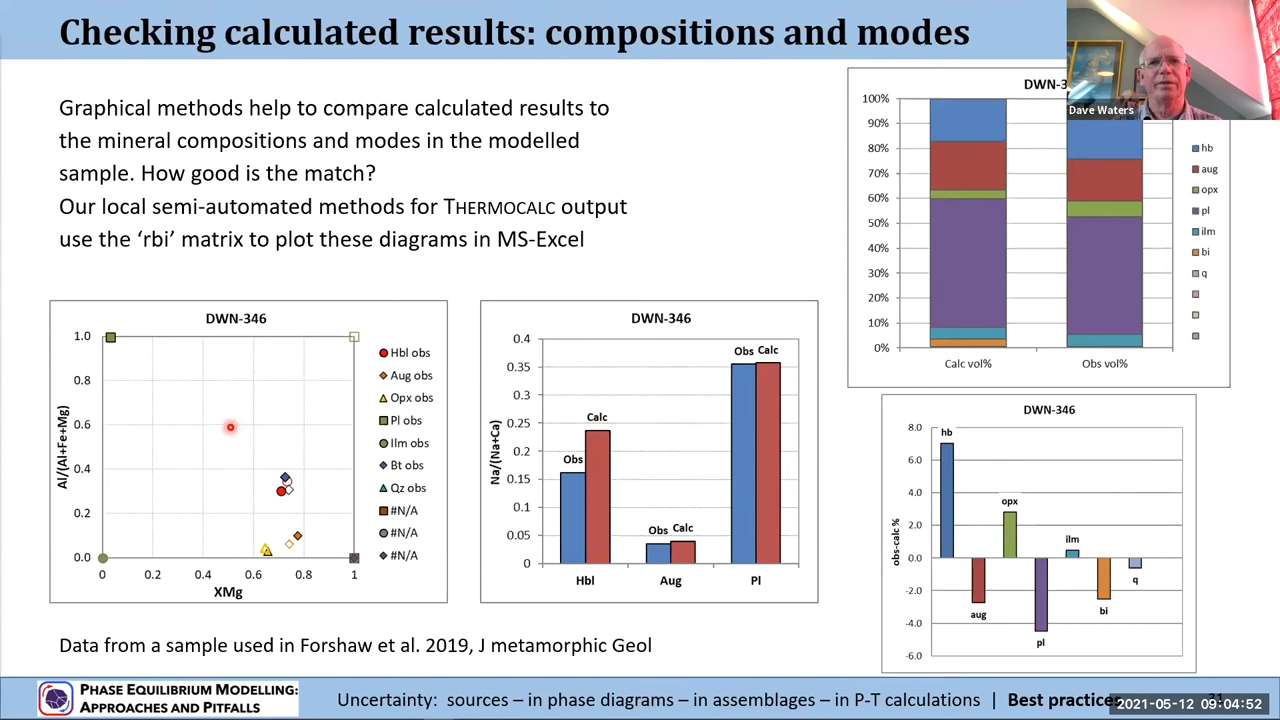 Checking calculated results: compositions and modes
Graphical methods help to compare calculated results to
the mineral compositions and modes in the modelled
sample. How good is the match?
Our local semi-automated methods for THERMOCALC output
use the ‘rbi’ matrix to plot these diagrams in MS-Excel
DWN-3
Dave Waters
100%
90%
80%
70%
60%
50%
40%
30%
20%
10%
0%
Calc vol%
Obs vol%
hb
aug
opx
pl
ilm
bi
q
DWN-346
Al/(Al+Fe+Mg)
1.0
0.8
0.6
0.4
0.2
0.0
0
0.2
0.4
0.6
0.8
1
XMg
Hbl obs
Aug obs
Opx obs
Pl obs
Ilm obs
Bt obs
Qz obs
#N/A
#N/A
#N/A
DWN-346
Na/(Na+Ca)
0.4
0.35
0.3
0.25
0.2
0.15
0.1
0.05
0
Obs
Calc
Obs Calc
Obs Calc
Hbl
Aug
Pl
DWN-346
obs-calc %
8.0
6.0
4.0
2.0
0.0
-2.0
-4.0
-6.0
hb
aug
opx
pl
ilm
bi
q
Data from a sample used in Forshaw et al. 2019, J metamorphic Geol
PHASE EQUILIBRIUM MODELLING:
APPROACHES AND PITFALLS
Uncertainty: sources – in phase diagrams – in assemblages – in P-T calculations | Best practices
31
2021-05-12 09:04:52